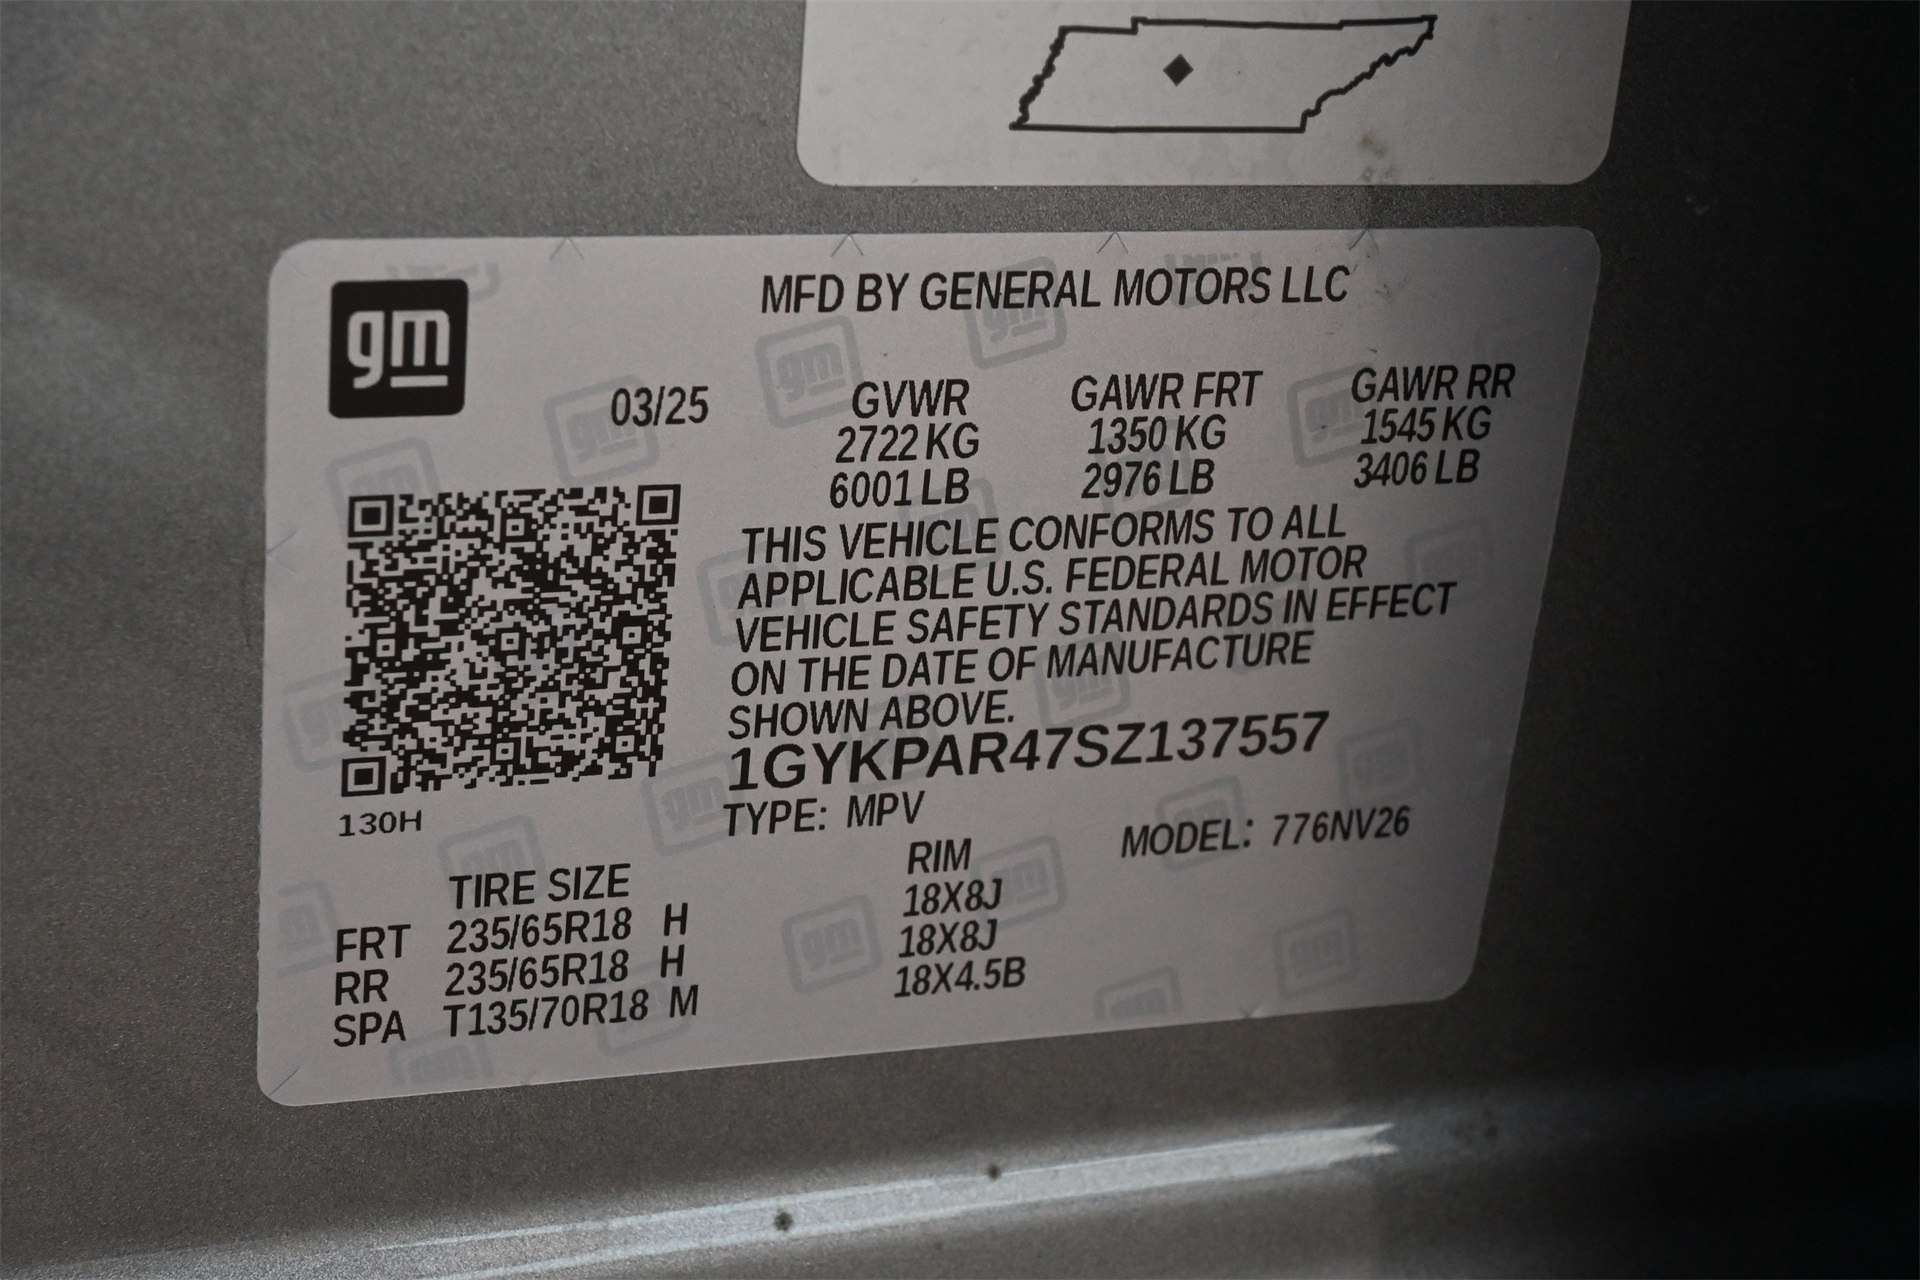 gm
MFD BY GENERAL MOTORS LLC
03/25
GVWR GAWR FRT GAWR RR
2722 KG 1350 KG 1545 KG
6001 LB 2976 LB 3406 LB
THIS VEHICLE CONFORMS TO ALL
APPLICABLE U.S. FEDERAL MOTOR
VEHICLE SAFETY STANDARDS IN EFFECT
ON THE DATE OF MANUFACTURE
SHOWN ABOVE.
1GYKPAR47SZ137557
130H
TYPE: MPV MODEL: 776NV26
TIRE SIZE RIM
FRT 235/65R18 H 18X8J
RR 235/65R18 H 18X8J
SPA T135/70R18 M 18X4.5B